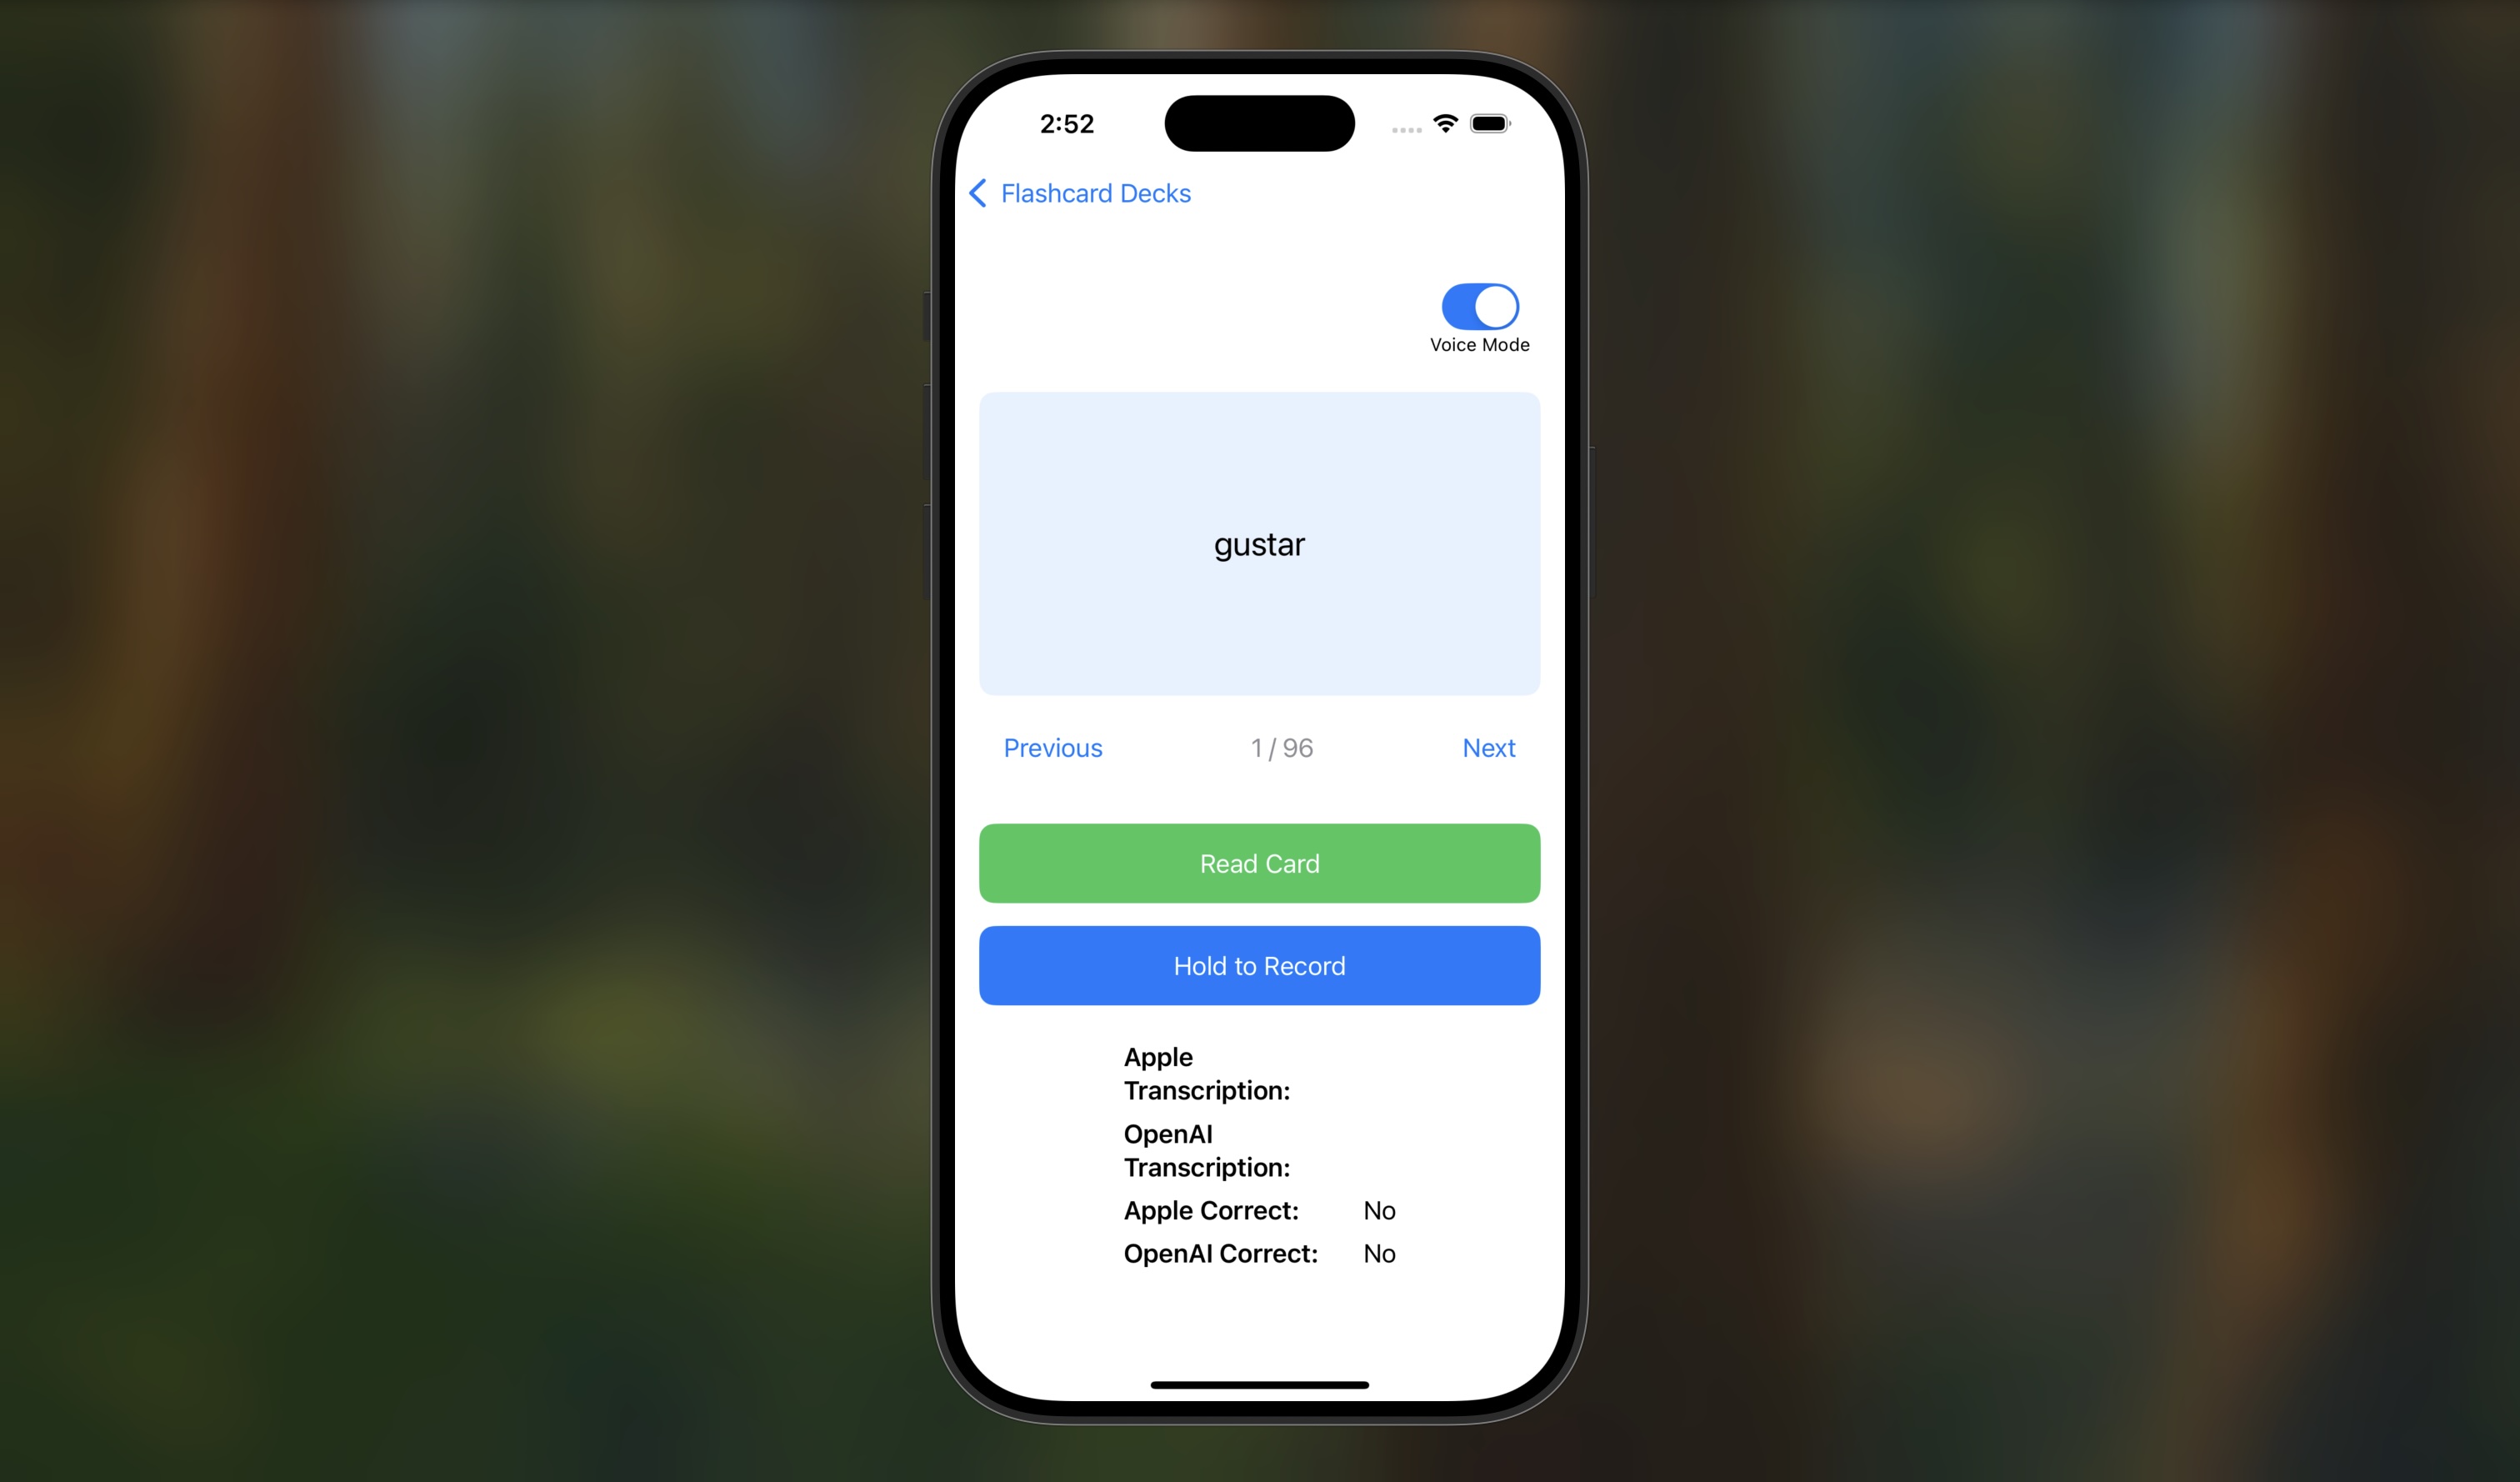 2:52
Flashcard Decks
Voice Mode
gustar
Previous 1 / 96 Next
Read Card
Hold to Record
Apple
Transcription:
OpenAI
Transcription:
Apple Correct: No
OpenAI Correct: No